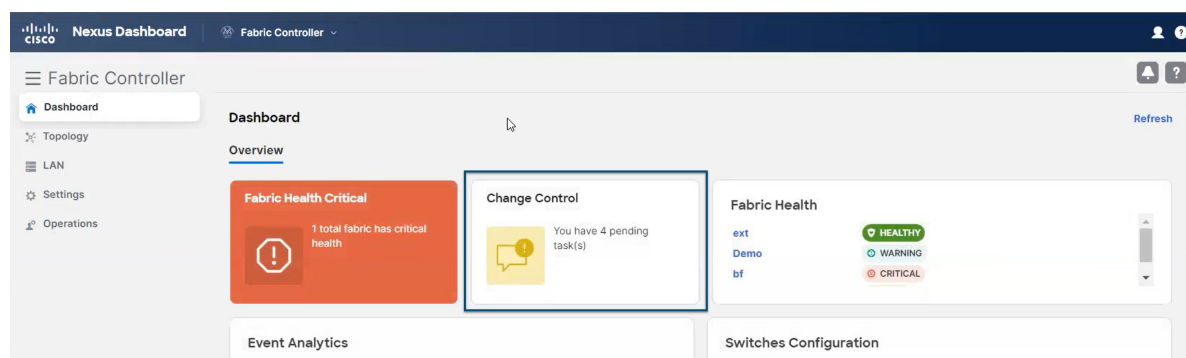 CISCO Nexus Dashboard Fabric Controller
?
Fabric Controller
?
Dashboard
Topology
LAN
Settings
Operations
Dashboard
Refresh
Overview
Fabric Health Critical
1 total fabric has critical
health
Change Control
You have 4 pending
task(s)
Fabric Health
ext HEALTHY
Demo WARNING
bf CRITICAL
Event Analytics
Switches Configuration